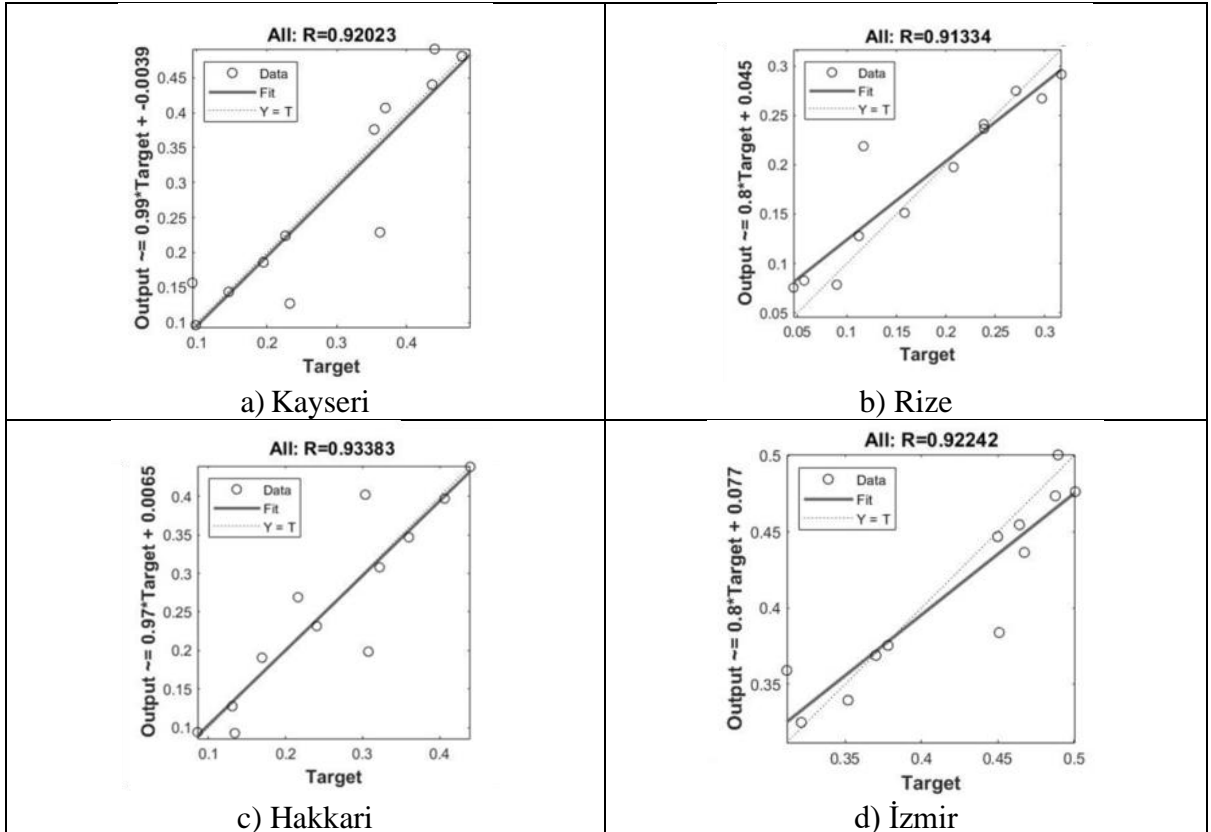 All: R=0.92023
Output ~= 0.99*Target + -0.0039
0.45
0.4
0.35
0.3
0.25
0.2
0.15
0.1
Data
Fit
Y = T
0.1 0.2 0.3 0.4
Target
a) Kayseri
All: R=0.91334
Output ~= 0.8*Target + 0.045
0.3
0.25
0.2
0.15
0.1
0.05
Data
Fit
Y = T
0.05 0.1 0.15 0.2 0.25 0.3
Target
b) Rize
All: R=0.93383
Output ~= 0.97*Target + 0.0065
0.4
0.35
0.3
0.25
0.2
0.15
0.1
Data
Fit
Y = T
0.1 0.2 0.3 0.4
Target
c) Hakkari
All: R=0.92242
Output ~= 0.8*Target + 0.077
0.5
0.45
0.4
0.35
Data
Fit
Y = T
0.35 0.4 0.45 0.5
Target
d) İzmir